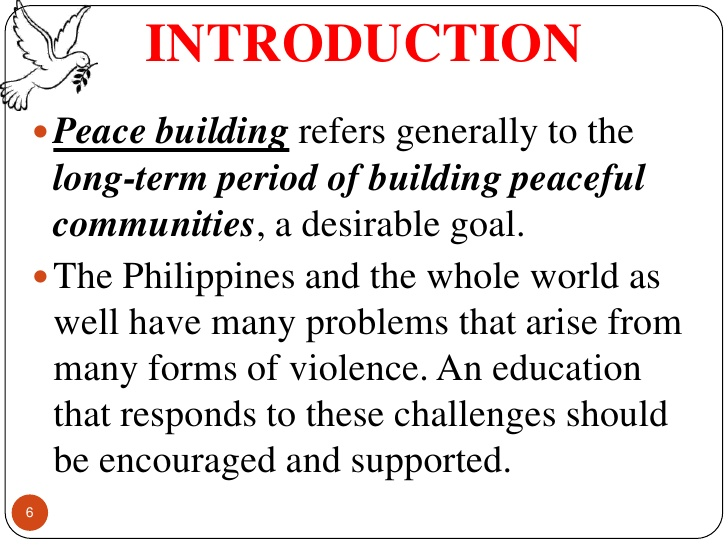 INTRODUCTION
Peace building refers generally to the
long-term period of building peaceful
communities, a desirable goal.
The Philippines and the whole world as
well have many problems that arise from
many forms of violence. An education
that responds to these challenges should
be encouraged and supported.
6